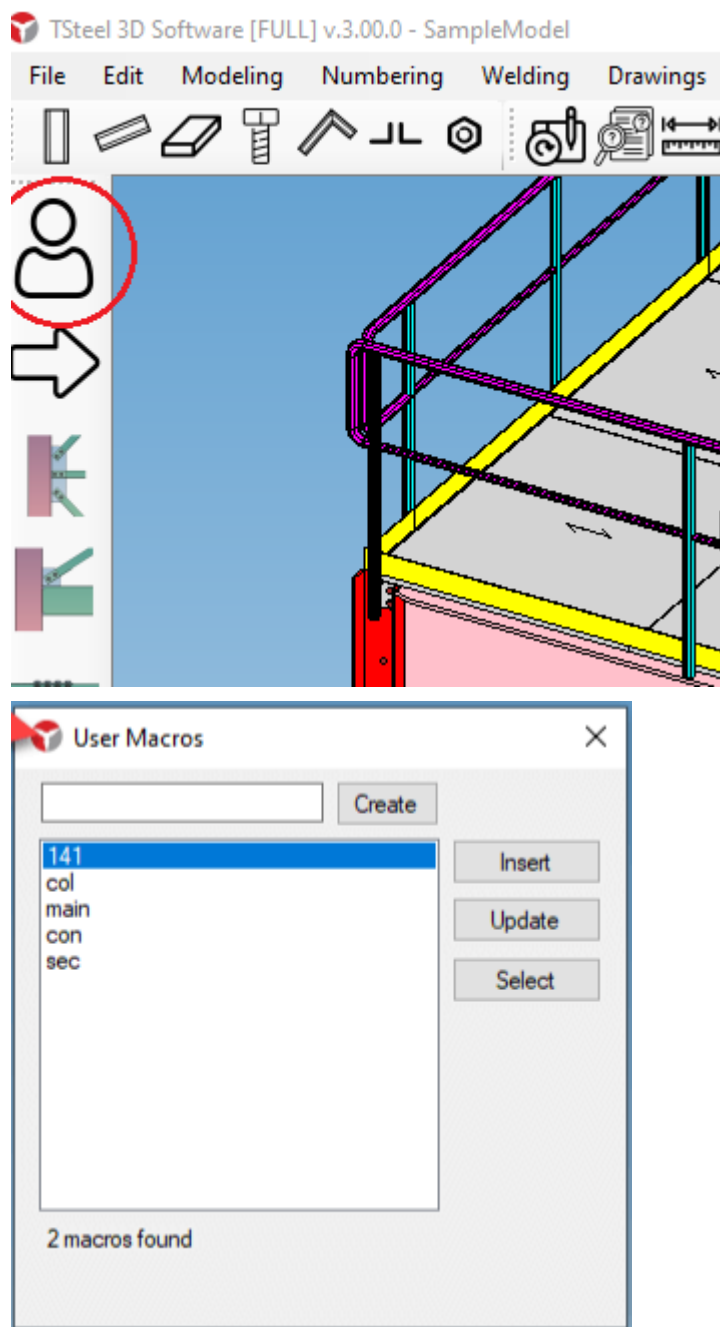 TSteel 3D Software [FULL] v.3.00.0 - SampleModel
File Edit Modeling Numbering Welding Drawings
User Macros
Create
141
col
main
con
sec
Insert
Update
Select
2 macros found